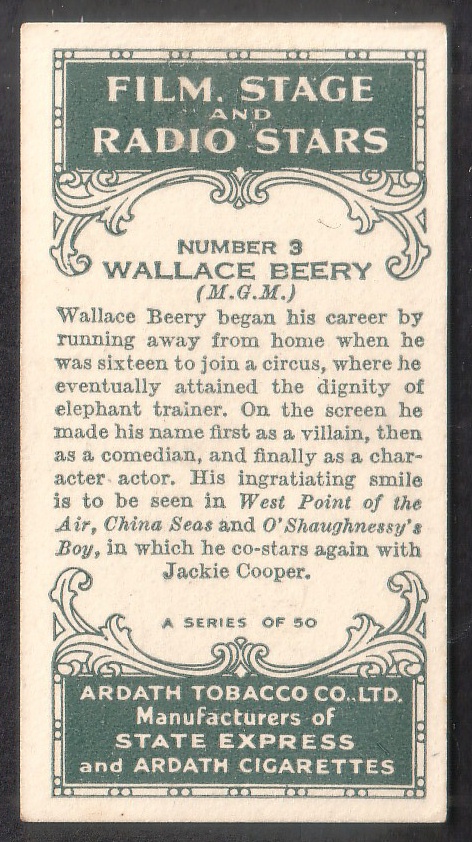 FILM, STAGE
AND
RADIO STARS
NUMBER 3
WALLACE BEERY
(M.G.M.)
Wallace Beery began his career by
running away from home when he
was sixteen to join a circus, where he
eventually attained the dignity of
elephant trainer. On the screen he
made his name first as a villain, then
as a comedian, and finally as a char-
acter actor. His ingratiating smile
is to be seen in West Point of the
Air, China Seas and O'Shaughnessy's
Boy, in which he co-stars again with
Jackie Cooper.
A SERIES OF 50
ARDATH TOBACCO CO., LTD.
Manufacturers of
STATE EXPRESS
and ARDATH CIGARETTES